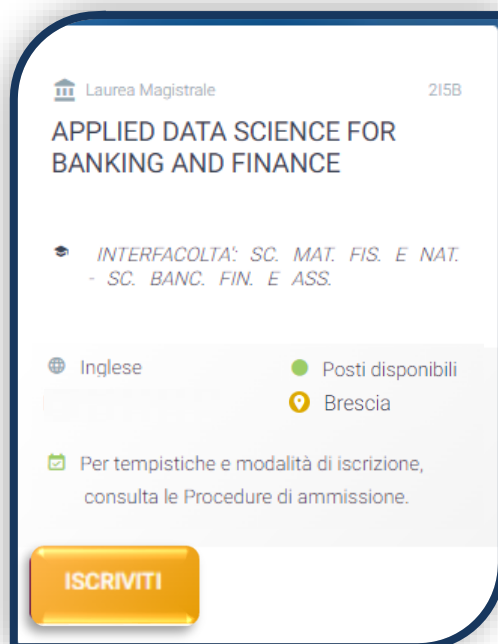 Laurea Magistrale 2I5B
APPLIED DATA SCIENCE FOR
BANKING AND FINANCE
INTERFACOLTA': SC. MAT. FIS. E NAT.
- SC. BANC. FIN. E ASS.
Inglese Posti disponibili
Brescia
Per tempistiche e modalità di iscrizione,
consulta le Procedure di ammissione.
ISCRIVITI